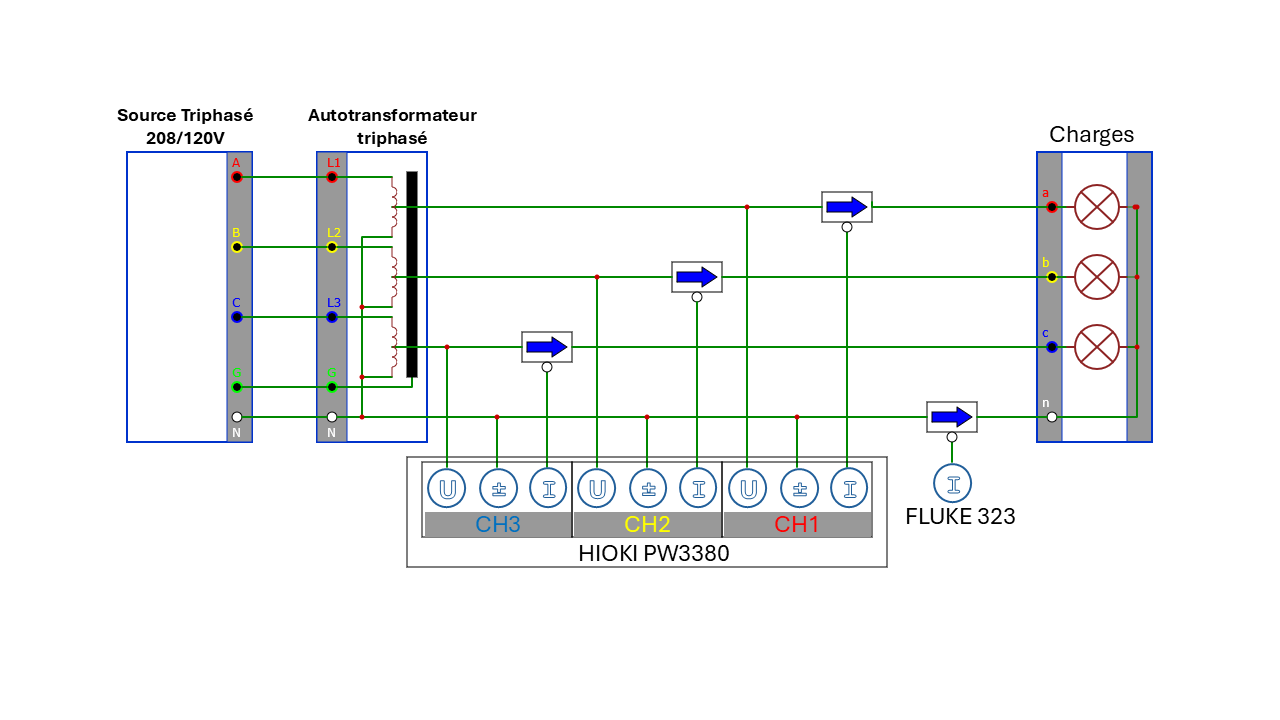 Source Triphasé
208/120V
Autotransformateur
triphasé
Charges
A
L1
a
B
L2
b
C
L3
c
G
G
n
N
N
U
±
I
U
±
I
U
±
I
I
CH3
CH2
CH1
FLUKE 323
HIOKI PW3380